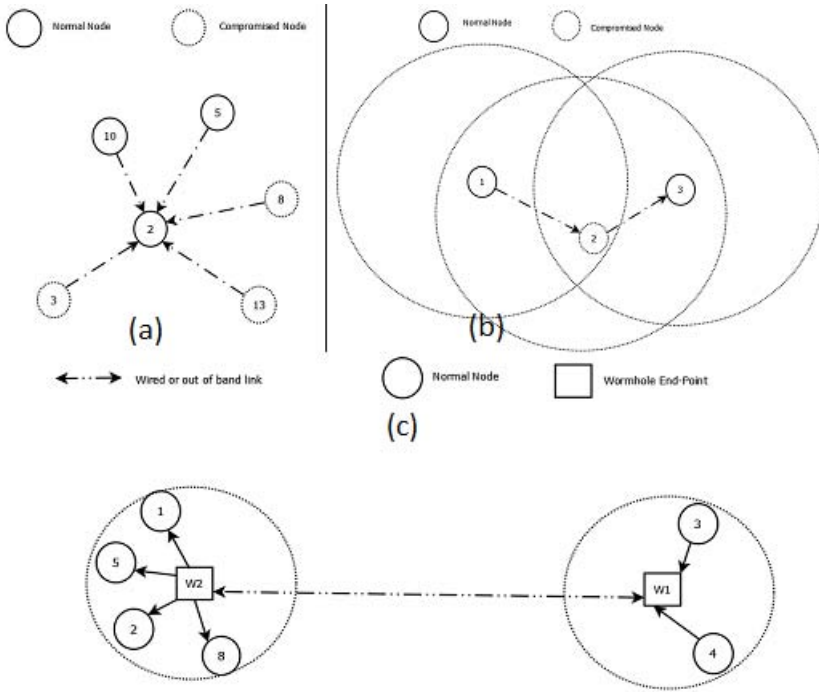 Normal Node
Compromised Node
5
10
8
2
3
13
(a)
Normal Node
Compromised Node
1
3
2
(b)
Wired or out of band link
Normal Node
Wormhole End-Point
(c)
1
5
W2
2
8
3
W1
4